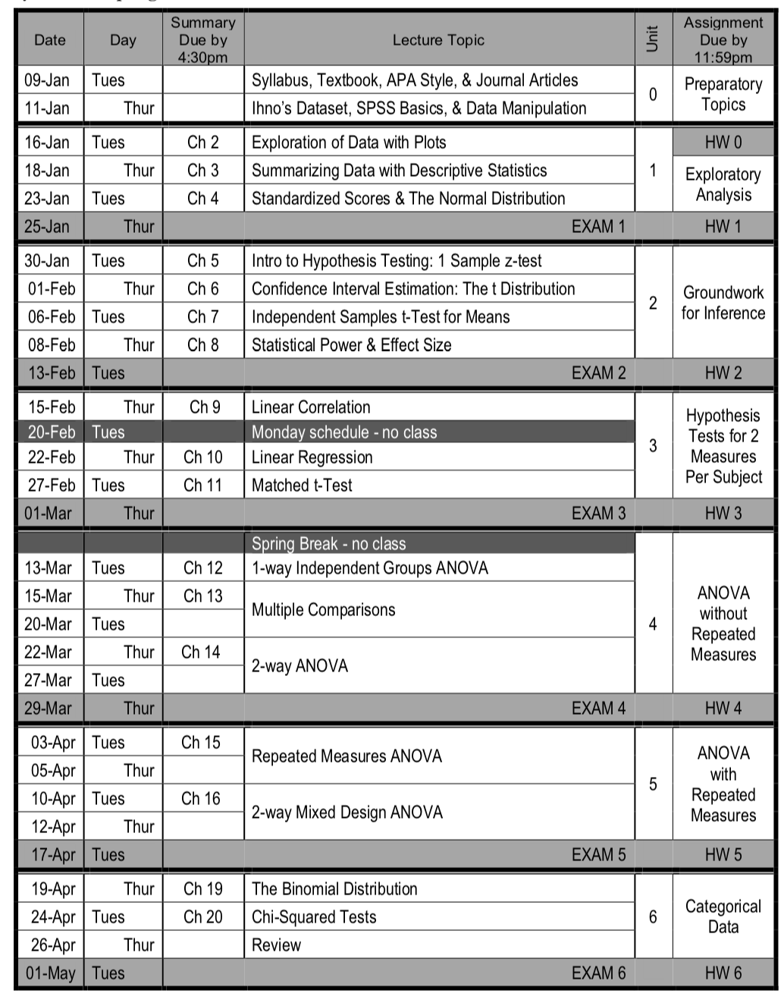 Date Day Summary Due by 4:30pm Lecture Topic Unit Assignment Due by 11:59pm
09-Jan Tues Syllabus, Textbook, APA Style, & Journal Articles 0 Preparatory Topics
11-Jan Thur Ihno's Dataset, SPSS Basics, & Data Manipulation
16-Jan Tues Ch 2 Exploration of Data with Plots 1 HW 0
18-Jan Thur Ch 3 Summarizing Data with Descriptive Statistics Exploratory Analysis
23-Jan Tues Ch 4 Standardized Scores & The Normal Distribution
25-Jan Thur EXAM 1 HW 1
30-Jan Tues Ch 5 Intro to Hypothesis Testing: 1 Sample z-test 2 Groundwork for Inference
01-Feb Thur Ch 6 Confidence Interval Estimation: The t Distribution
06-Feb Tues Ch 7 Independent Samples t-Test for Means
08-Feb Thur Ch 8 Statistical Power & Effect Size
13-Feb Tues EXAM 2 HW 2
15-Feb Thur Ch 9 Linear Correlation 3 Hypothesis Tests for 2 Measures Per Subject
20-Feb Tues Monday schedule - no class
22-Feb Thur Ch 10 Linear Regression
27-Feb Tues Ch 11 Matched t-Test
01-Mar Thur EXAM 3 HW 3
Spring Break - no class 4 ANOVA without Repeated Measures
13-Mar Tues Ch 12 1-way Independent Groups ANOVA
15-Mar Thur Ch 13 Multiple Comparisons
20-Mar Tues
22-Mar Thur Ch 14 2-way ANOVA
27-Mar Tues
29-Mar Thur EXAM 4 HW 4
03-Apr Tues Ch 15 Repeated Measures ANOVA 5 ANOVA with Repeated Measures
05-Apr Thur
10-Apr Tues Ch 16 2-way Mixed Design ANOVA
12-Apr Thur
17-Apr Tues EXAM 5 HW 5
19-Apr Thur Ch 19 The Binomial Distribution 6 Categorical Data
24-Apr Tues Ch 20 Chi-Squared Tests
26-Apr Thur Review
01-May Tues EXAM 6 HW 6